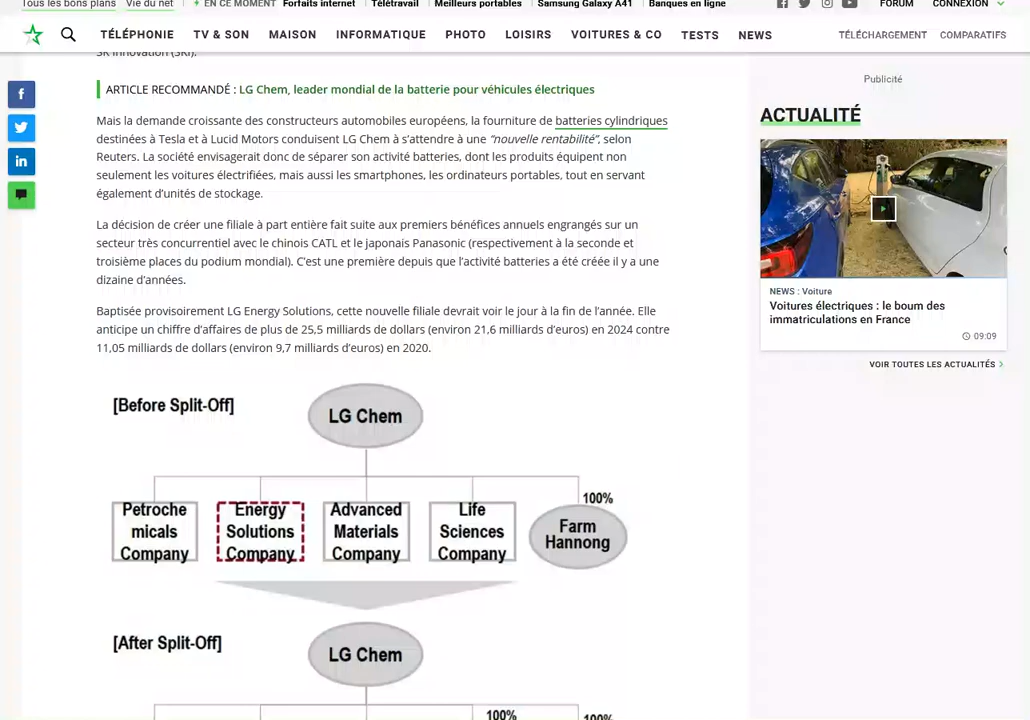 Tous les bons plans Vie du net EN CE MOMENT Forfaits internet Télétravail Meilleurs portables Samsung Galaxy A41 Banques en ligne FORUM CONNEXION
TÉLÉPHONIE TV & SON MAISON INFORMATIQUE PHOTO LOISIRS VOITURES & CO TESTS NEWS TÉLÉCHARGEMENT COMPARATIFS
SK Innovation (SKI).
ARTICLE RECOMMANDÉ : LG Chem, leader mondial de la batterie pour véhicules électriques
Mais la demande croissante des constructeurs automobiles européens, la fourniture de batteries cylindriques
destinées à Tesla et à Lucid Motors conduisent LG Chem à s’attendre à une “nouvelle rentabilité”, selon
Reuters. La société envisagerait donc de séparer son activité batteries, dont les produits équipent non
seulement les voitures électrifiées, mais aussi les smartphones, les ordinateurs portables, tout en servant
également d’unités de stockage.
La décision de créer une filiale à part entière fait suite aux premiers bénéfices annuels engrangés sur un
secteur très concurrentiel avec le chinois CATL et le japonais Panasonic (respectivement à la seconde et
troisième places du podium mondial). C’est une première depuis que l’activité batteries a été créée il y a une
dizaine d’années.
Baptisée provisoirement LG Energy Solutions, cette nouvelle filiale devrait voir le jour à la fin de l’année. Elle
anticipe un chiffre d’affaires de plus de 25,5 milliards de dollars (environ 21,6 milliards d’euros) en 2024 contre
11,05 milliards de dollars (environ 9,7 milliards d’euros) en 2020.
[Before Split-Off]
LG Chem
Petroche
micals
Company
Energy
Solutions
Company
Advanced
Materials
Company
Life
Sciences
Company
100%
Farm
Hannong
[After Split-Off]
LG Chem
100%
100%
Publicité
ACTUALITÉ
NEWS : Voiture
Voitures électriques : le boum des
immatriculations en France
09:09
VOIR TOUTES LES ACTUALITÉS